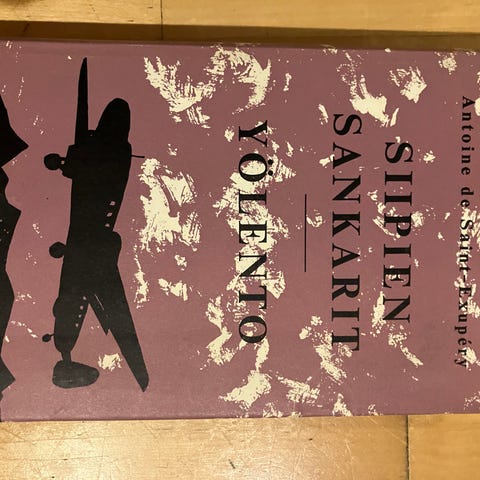 Antoine de Saint-Exupéry
SIIPIEN
SANKARIT
YÖLENTO